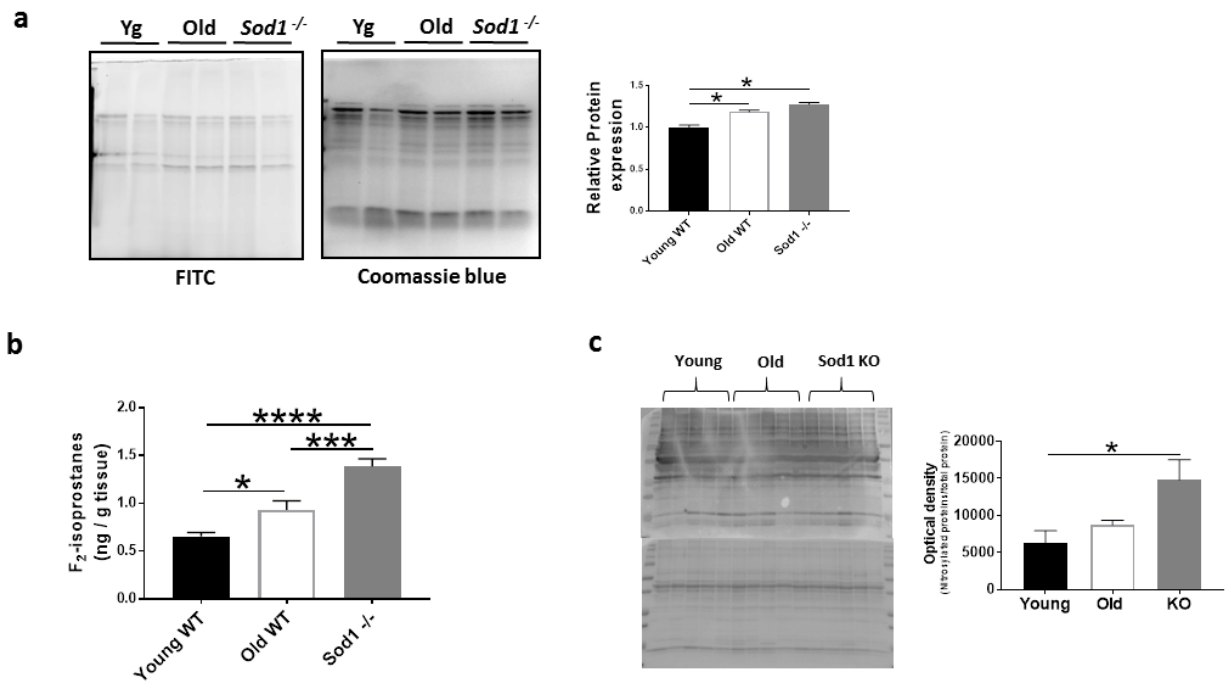 a
Yg Old Sod1 -/-
Yg Old Sod1 -/-
FITC
Coomassie blue
Relative Protein
expression
1.5
1.0
0.5
0.0
* *
Young WT
Old WT
Sod1 -/-
b
F2-isoprostanes
(ng / g tissue)
2.0
1.5
1.0
0.5
0.0
****
***
*
Young WT
Old WT
Sod1 -/-
c
Young Old Sod1 KO
Optical density
(Nitrosylated proteins/total protein)
20000
15000
10000
5000
0
*
Young Old KO